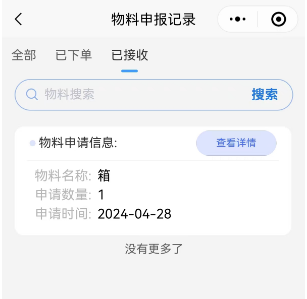 物料申报记录
全部 已下单 已接收
物料搜索 搜索
物料申请信息: 查看详情
物料名称: 箱
申请数量: 1
申请时间: 2024-04-28
没有更多了